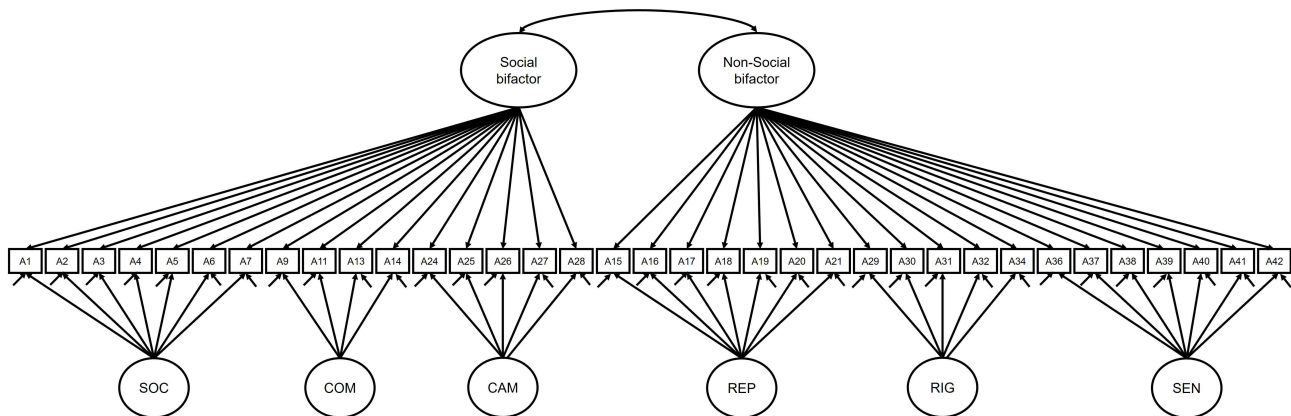 Social
bifactor
Non-Social
bifactor
A1 A2 A3 A4 A5 A6 A7 A9 A11 A13 A14 A24 A25 A26 A27 A28 A15 A16 A17 A18 A19 A20 A21 A29 A30 A31 A32 A34 A36 A37 A38 A39 A40 A41 A42
SOC COM CAM REP RIG SEN